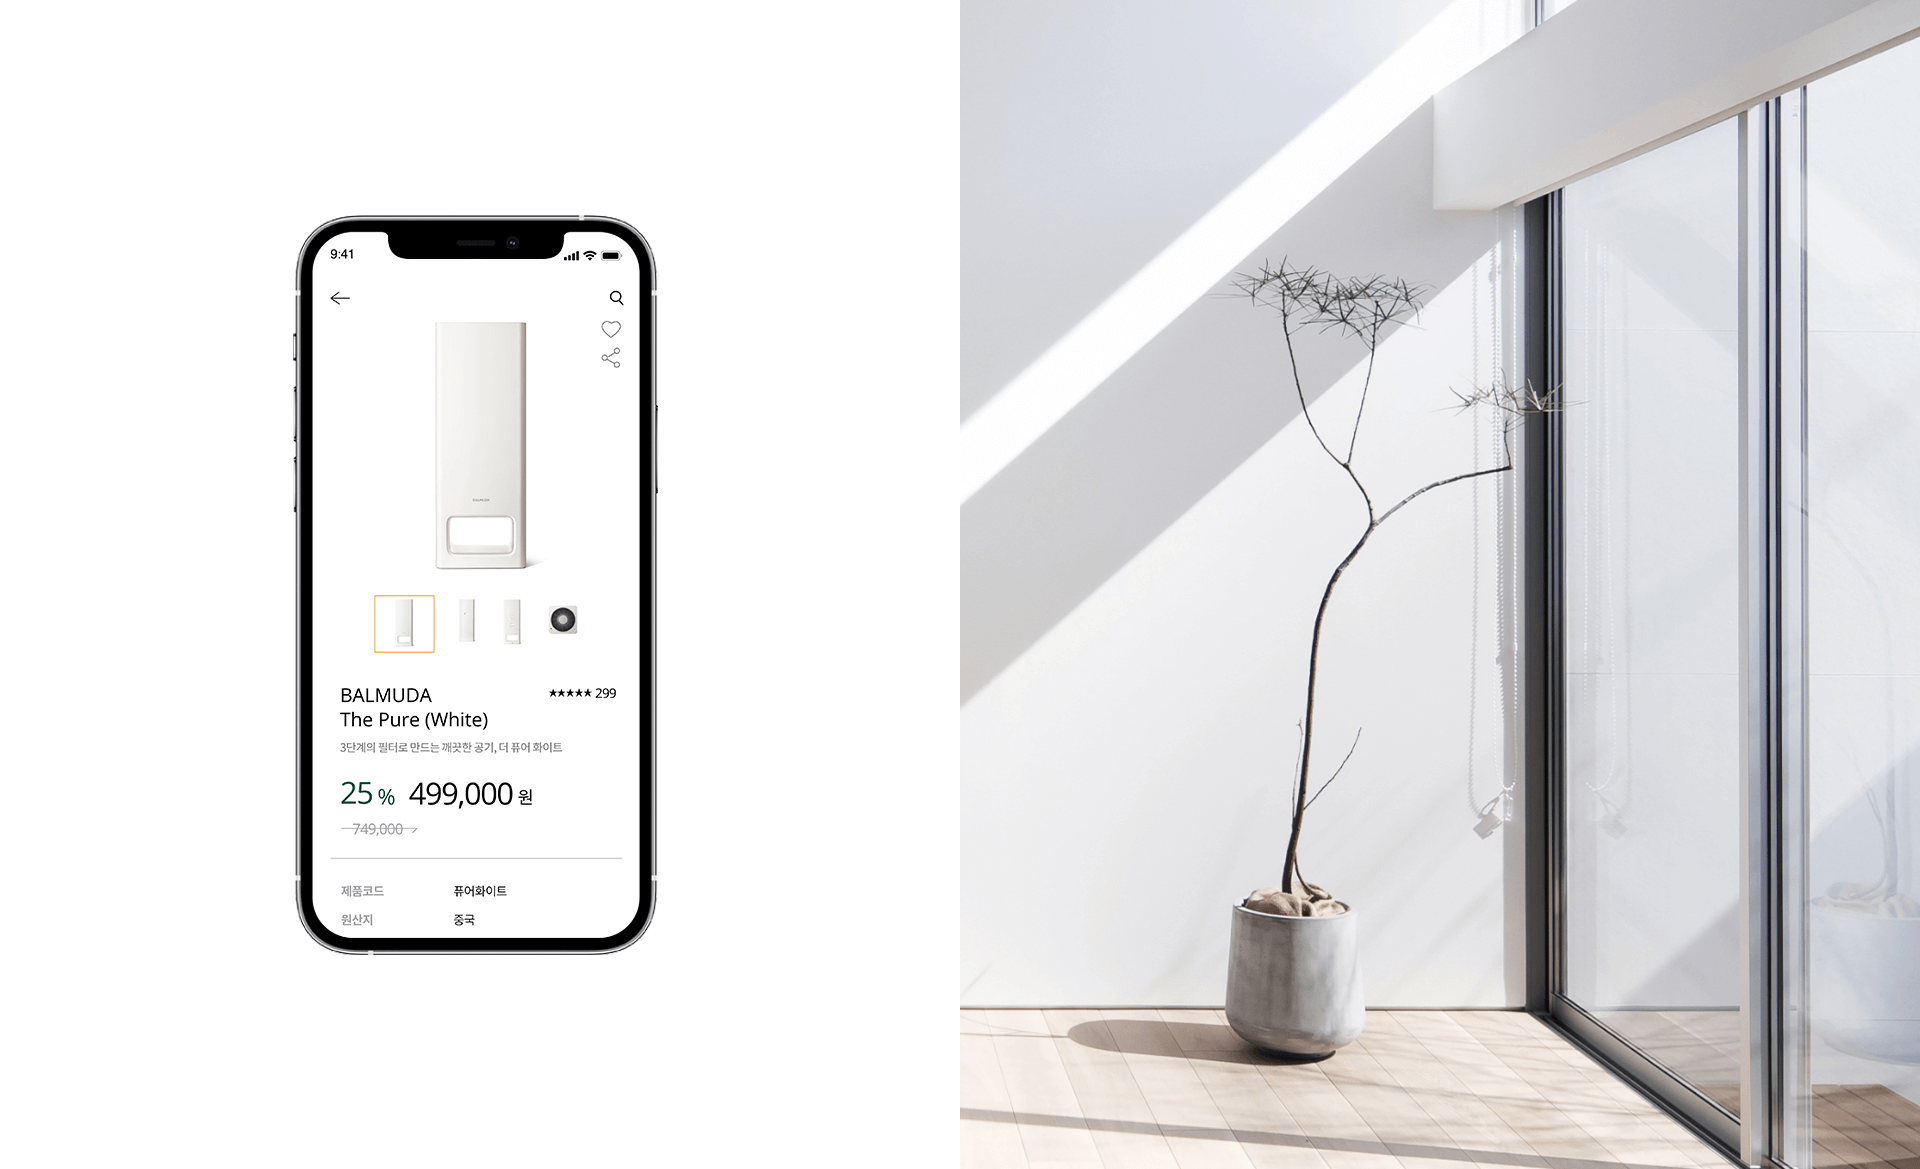 9:41
BALMUDA
BALMUDA
★★★★★ 299
The Pure (White)
3단계의 필터로 만드는 깨끗한 공기, 더 퓨어 화이트
25 % 499,000 원
749,000
제품코드 퓨어화이트
원산지 중국